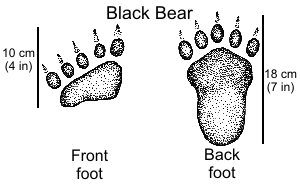 Black Bear
10 cm
(4 in)
18 cm
(7 in)
Front
foot
Back
foot